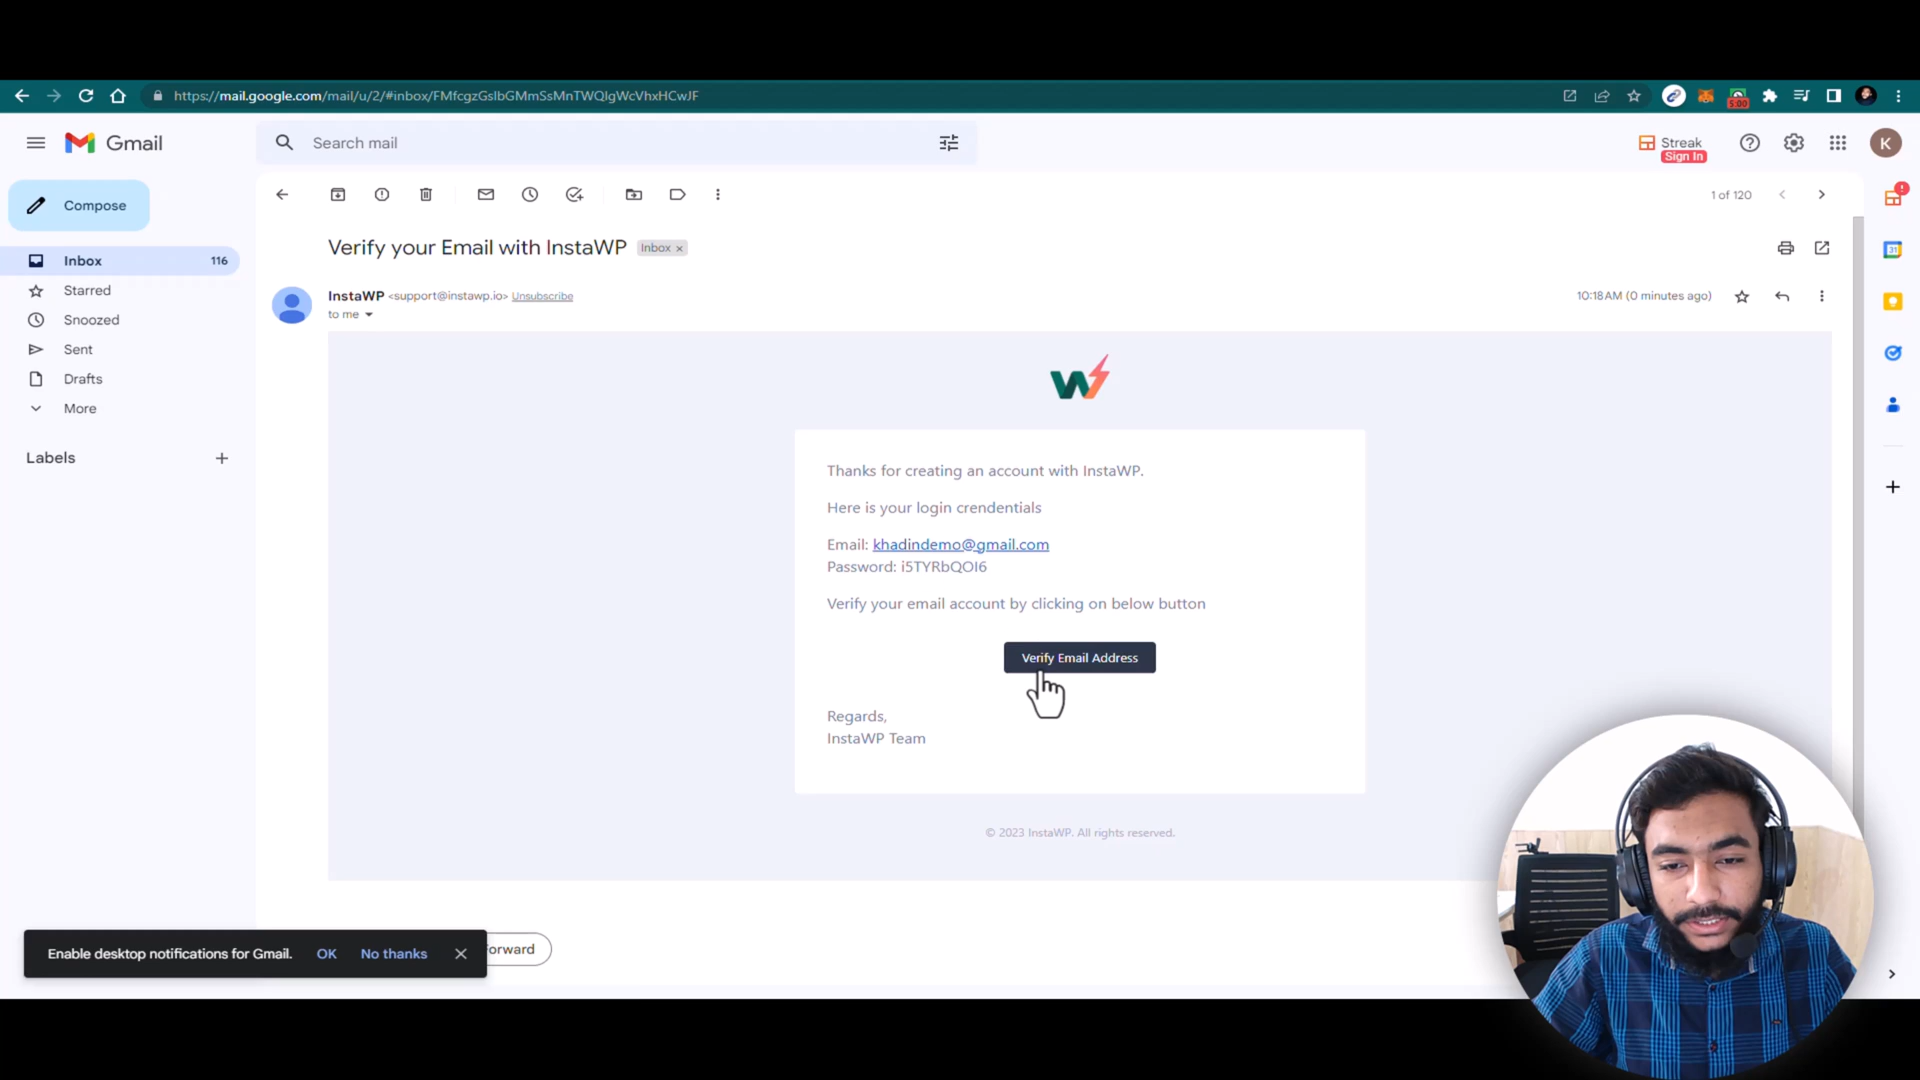 https://mail.google.com/mail/u/2/#inbox/FMfcgzGslbGMmSsMnTWQlgWcVhxHCwJF
5:00
Gmail
Search mail
Streak
Sign In
K
Compose
1 of 120
Inbox 116
Starred
Snoozed
Sent
Drafts
More
Labels
Verify your Email with InstaWP Inbox x
InstaWP <support@instawp.io> Unsubscribe
10:18 AM (0 minutes ago)
to me
31
W
Thanks for creating an account with InstaWP.
Here is your login crendentials
Email: khadindemo@gmail.com
Password: i5TYRbQOI6
Verify your email account by clicking on below button
Verify Email Address
Regards,
InstaWP Team
© 2023 InstaWP. All rights reserved.
Enable desktop notifications for Gmail. OK No thanks
orward